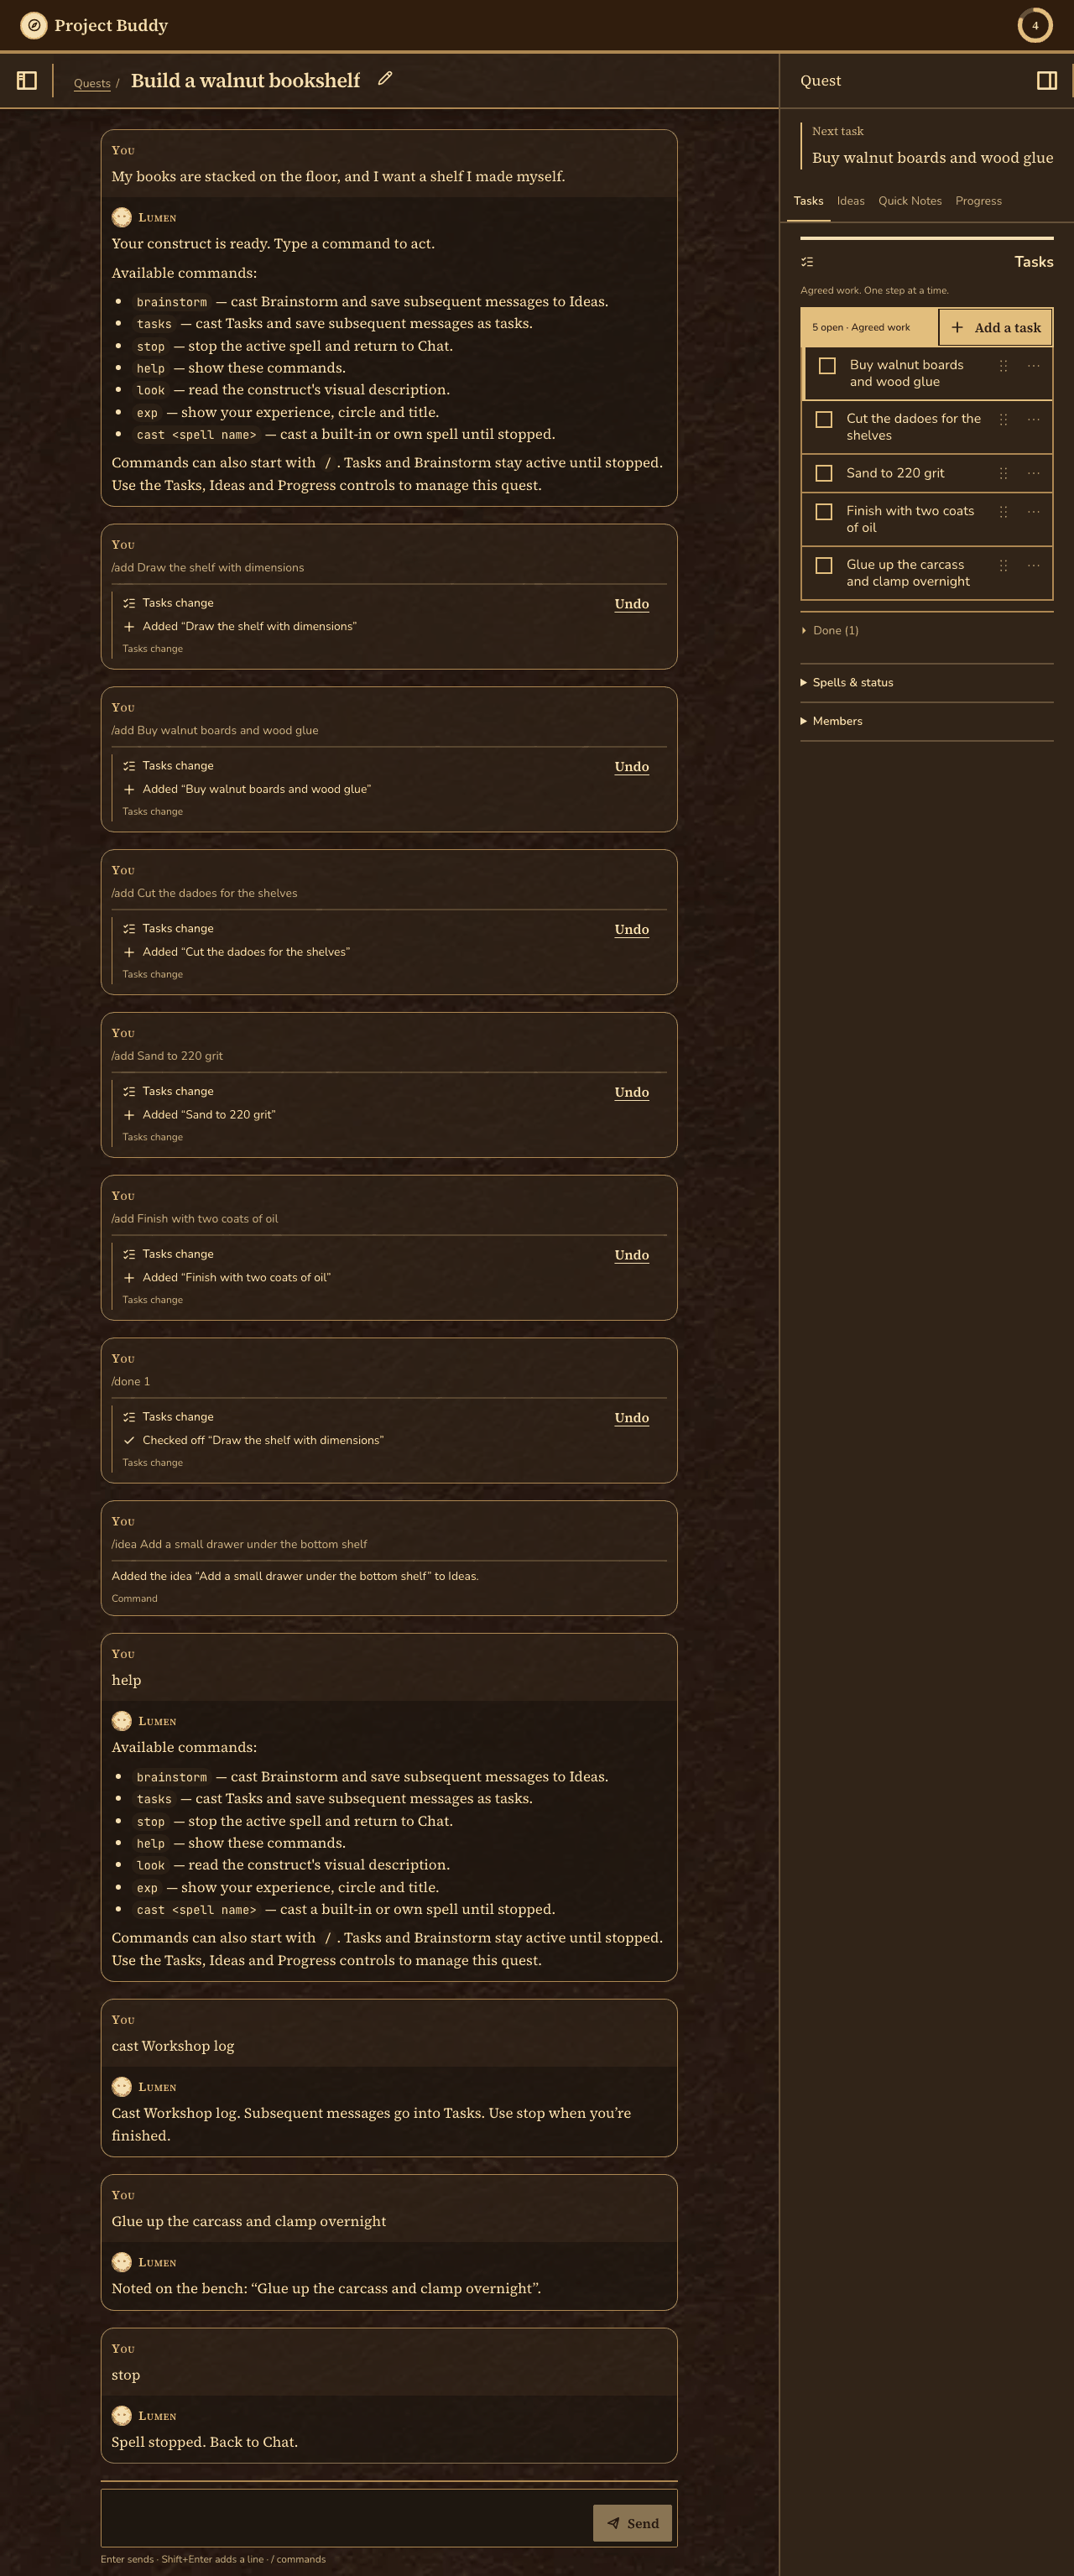 Project Buddy
4
Quests / Build a walnut bookshelf
You
My books are stacked on the floor, and I want a shelf I made myself.
Lumen
Your construct is ready. Type a command to act.
Available commands:
brainstorm — cast Brainstorm and save subsequent messages to Ideas.
tasks — cast Tasks and save subsequent messages as tasks.
stop — stop the active spell and return to Chat.
help — show these commands.
look — read the construct's visual description.
exp — show your experience, circle and title.
cast <spell name> — cast a built-in or own spell until stopped.
Commands can also start with / . Tasks and Brainstorm stay active until stopped.
Use the Tasks, Ideas and Progress controls to manage this quest.
You
/add Draw the shelf with dimensions
Tasks change
Undo
Added “Draw the shelf with dimensions”
Tasks change
You
/add Buy walnut boards and wood glue
Tasks change
Undo
Added “Buy walnut boards and wood glue”
Tasks change
You
/add Cut the dadoes for the shelves
Tasks change
Undo
Added “Cut the dadoes for the shelves”
Tasks change
You
/add Sand to 220 grit
Tasks change
Undo
Added “Sand to 220 grit”
Tasks change
You
/add Finish with two coats of oil
Tasks change
Undo
Added “Finish with two coats of oil”
Tasks change
You
/done 1
Tasks change
Undo
Checked off “Draw the shelf with dimensions”
Tasks change
You
/idea Add a small drawer under the bottom shelf
Added the idea “Add a small drawer under the bottom shelf” to Ideas.
Command
You
help
Lumen
Available commands:
brainstorm — cast Brainstorm and save subsequent messages to Ideas.
tasks — cast Tasks and save subsequent messages as tasks.
stop — stop the active spell and return to Chat.
help — show these commands.
look — read the construct's visual description.
exp — show your experience, circle and title.
cast <spell name> — cast a built-in or own spell until stopped.
Commands can also start with / . Tasks and Brainstorm stay active until stopped.
Use the Tasks, Ideas and Progress controls to manage this quest.
You
cast Workshop log
Lumen
Cast Workshop log. Subsequent messages go into Tasks. Use stop when you’re
finished.
You
Glue up the carcass and clamp overnight
Lumen
Noted on the bench: “Glue up the carcass and clamp overnight”.
You
stop
Lumen
Spell stopped. Back to Chat.
Send
Enter sends · Shift+Enter adds a line · / commands
Quest
Next task
Buy walnut boards and wood glue
Tasks Ideas Quick Notes Progress
Tasks
Agreed work. One step at a time.
5 open · Agreed work
Add a task
Buy walnut boards
and wood glue
Cut the dadoes for the
shelves
Sand to 220 grit
Finish with two coats
of oil
Glue up the carcass
and clamp overnight
Done (1)
Spells & status
Members